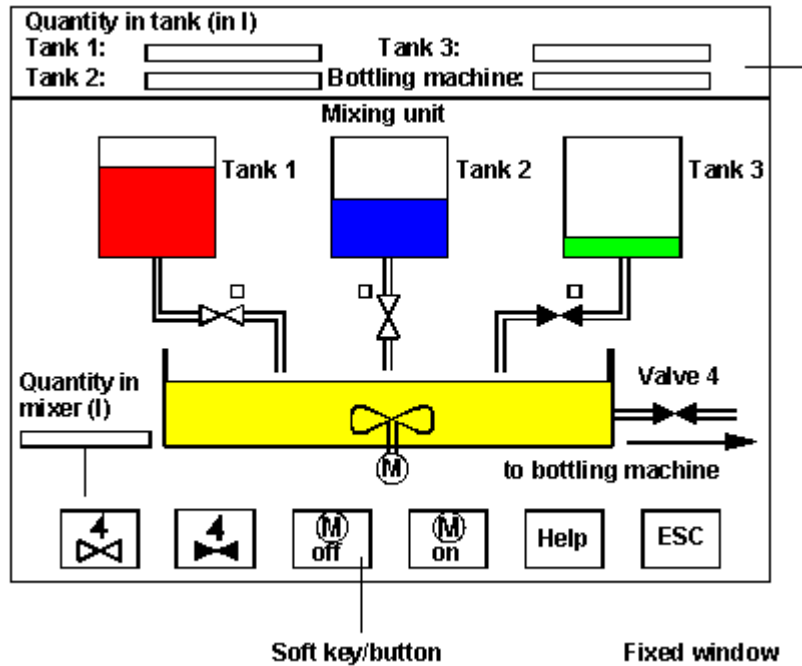 Quantity in tank (in l)
Tank 1: Tank 3:
Tank 2: Bottling machine:
Mixing unit
Tank 1 Tank 2 Tank 3
Quantity in
mixer (l)
Valve 4
M
to bottling machine
4 4 M M
off on Help ESC
Soft key/button Fixed window